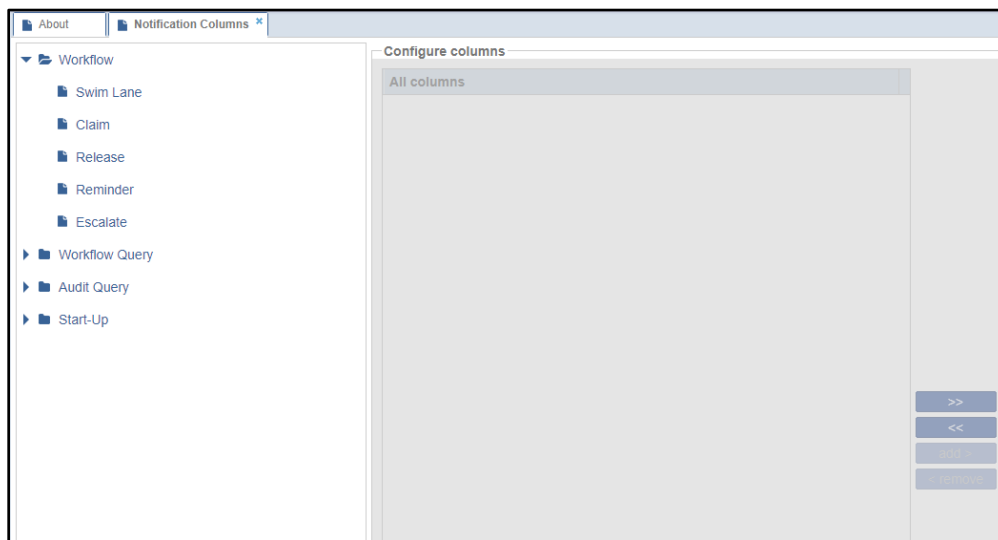 About
Notification Columns ×
Workflow
Swim Lane
Claim
Release
Reminder
Escalate
Workflow Query
Audit Query
Start-Up
Configure columns
All columns
>>
<<
add >
< remove